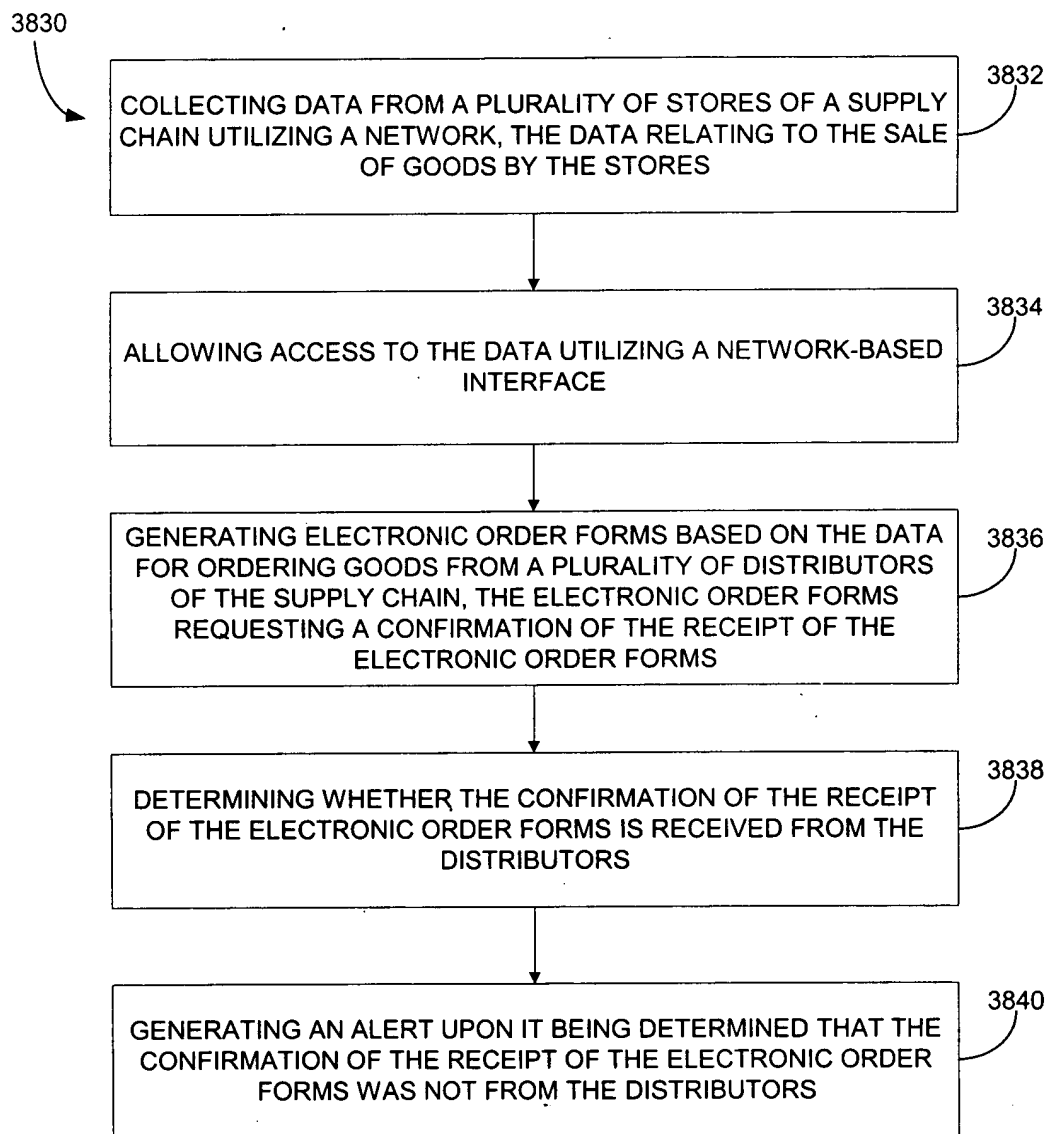 3830
3832
COLLECTING DATA FROM A PLURALITY OF STORES OF A SUPPLY
CHAIN UTILIZING A NETWORK, THE DATA RELATING TO THE SALE
OF GOODS BY THE STORES
3834
ALLOWING ACCESS TO THE DATA UTILIZING A NETWORK-BASED
INTERFACE
3836
GENERATING ELECTRONIC ORDER FORMS BASED ON THE DATA
FOR ORDERING GOODS FROM A PLURALITY OF DISTRIBUTORS
OF THE SUPPLY CHAIN, THE ELECTRONIC ORDER FORMS
REQUESTING A CONFIRMATION OF THE RECEIPT OF THE
ELECTRONIC ORDER FORMS
3838
DETERMINING WHETHER THE CONFIRMATION OF THE RECEIPT
OF THE ELECTRONIC ORDER FORMS IS RECEIVED FROM THE
DISTRIBUTORS
3840
GENERATING AN ALERT UPON IT BEING DETERMINED THAT THE
CONFIRMATION OF THE RECEIPT OF THE ELECTRONIC ORDER
FORMS WAS NOT FROM THE DISTRIBUTORS